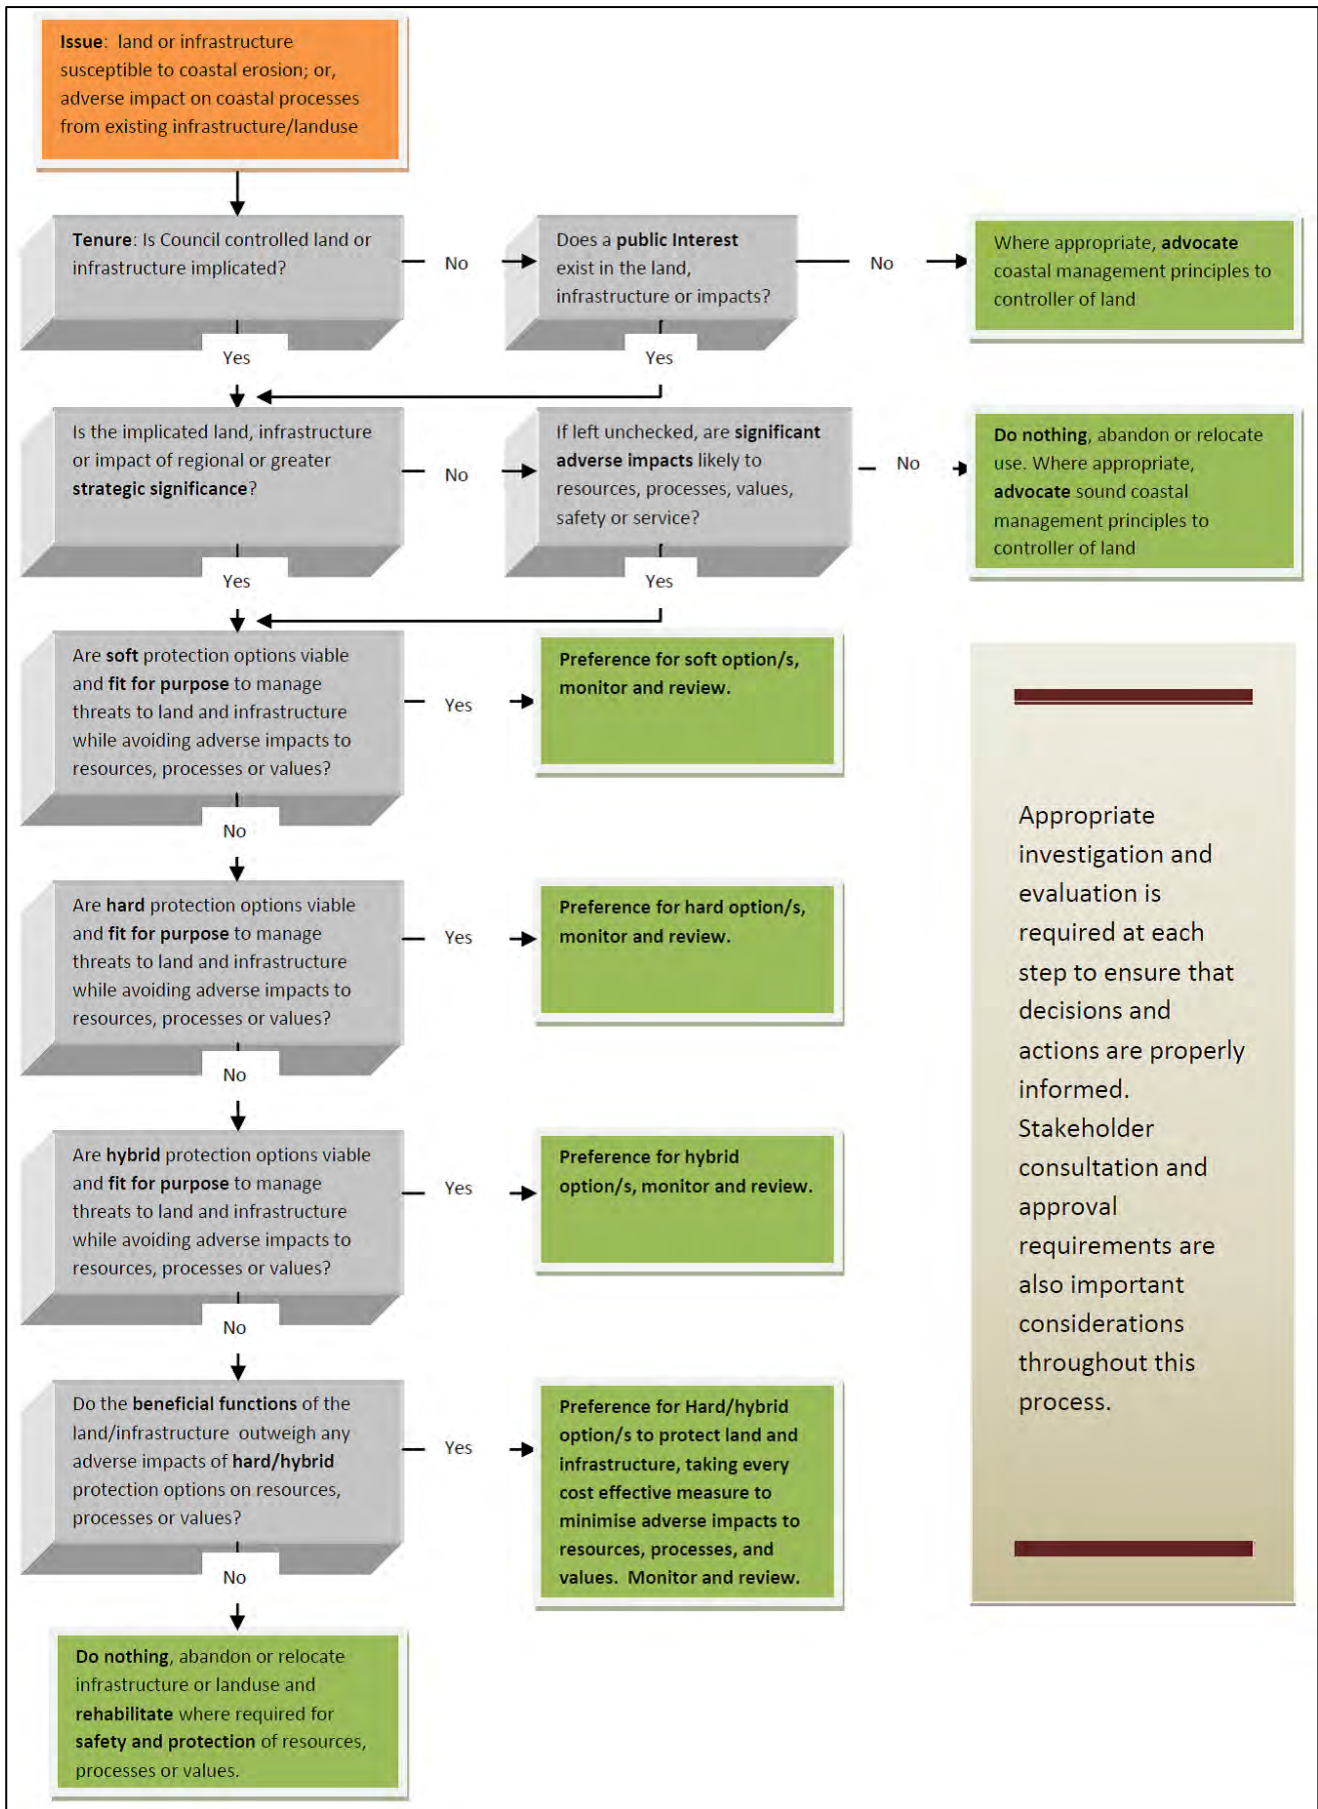 Issue:  land or infrastructure
susceptible to coastal erosion; or,
adverse impact on coastal processes
from existing infrastructure/landuse
Tenure: Is Council controlled land or
infrastructure implicated?
No
Does a public Interest
exist in the land,
infrastructure or impacts?
No
Where appropriate, advocate
coastal management principles to
controller of land
Yes
Yes
Is the implicated land, infrastructure
or impact of regional or greater
strategic significance?
No
If left unchecked, are significant
adverse impacts likely to
resources, processes, values,
safety or service?
No
Do nothing, abandon or relocate
use. Where appropriate,
advocate sound coastal
management principles to
controller of land
Yes
Yes
Are soft protection options viable
and fit for purpose to manage
threats to land and infrastructure
while avoiding adverse impacts to
resources, processes or values?
Yes
Preference for soft option/s,
monitor and review.
No
Are hard protection options viable
and fit for purpose to manage
threats to land and infrastructure
while avoiding adverse impacts to
resources, processes or values?
Yes
Preference for hard option/s,
monitor and review.
No
Are hybrid protection options viable
and fit for purpose to manage
threats to land and infrastructure
while avoiding adverse impacts to
resources, processes or values?
Yes
Preference for hybrid
option/s, monitor and review.
No
Do the beneficial functions of the
land/infrastructure  outweigh any
adverse impacts of hard/hybrid
protection options on resources,
processes or values?
Yes
Preference for Hard/hybrid
option/s to protect land and
infrastructure, taking every
cost effective measure to
minimise adverse impacts to
resources, processes, and
values.  Monitor and review.
No
Do nothing, abandon or relocate
infrastructure or landuse and
rehabilitate where required for
safety and protection of resources,
processes or values.
Appropriate
investigation and
evaluation is
required at each
step to ensure that
decisions and
actions are properly
informed.
Stakeholder
consultation and
approval
requirements are
also important
considerations
throughout this
process.